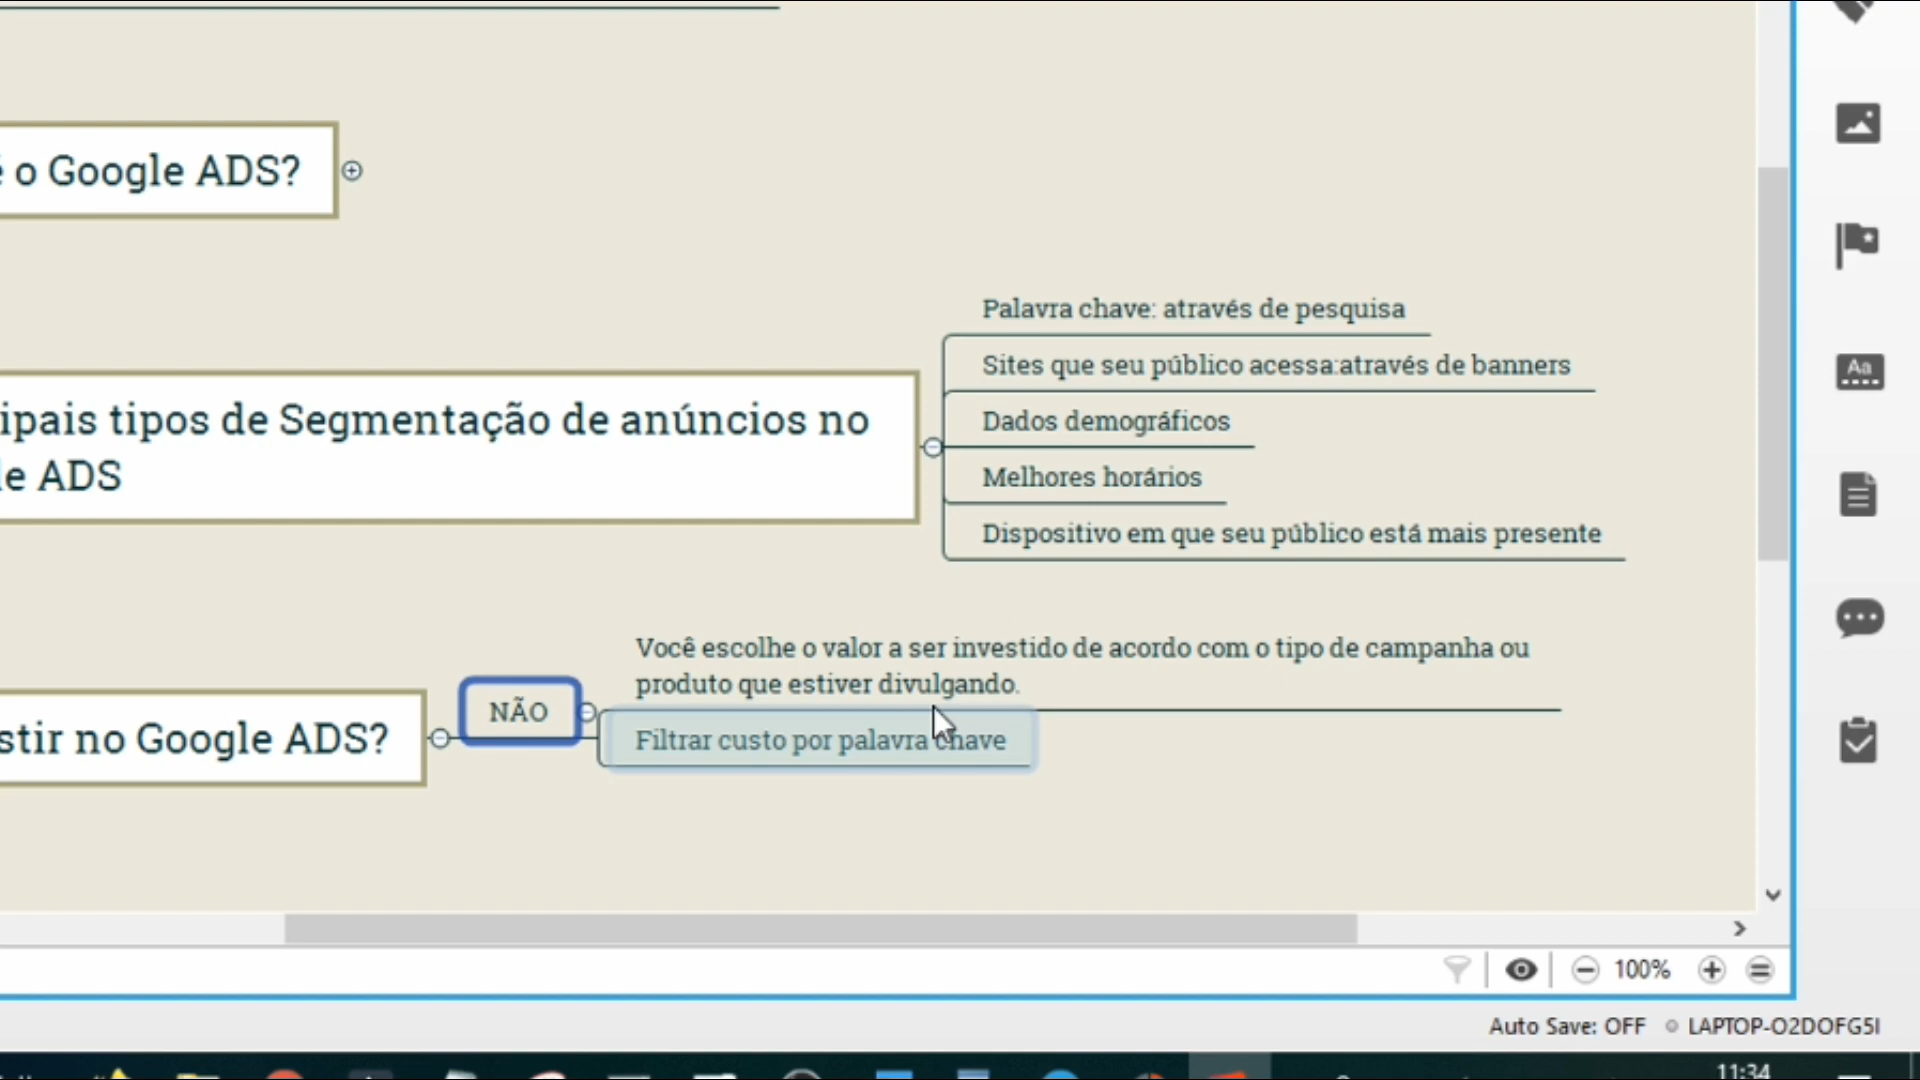 é o Google ADS?
Palavra chave: através de pesquisa
Sites que seu público acessa:através de banners
Dados demográficos
Melhores horários
Dispositivo em que seu público está mais presente
ipais tipos de Segmentação de anúncios no
le ADS
Você escolhe o valor a ser investido de acordo com o tipo de campanha ou
produto que estiver divulgando.
NÃO
Filtrar custo por palavra chave
stir no Google ADS?
Aa
100%
Auto Save: OFF
LAPTOP-O2DOFG5I
11:34